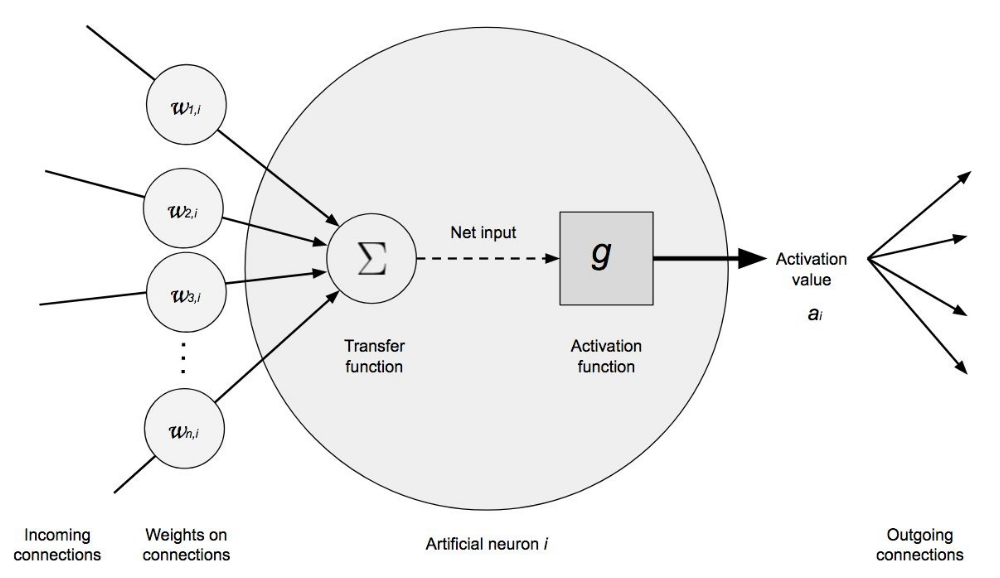 w1,i
w2,i
w3,i
wn,i
Σ
Net input
g
Transfer
function
Activation
function
Activation
value
ai
Incoming
connections
Weights on
connections
Artificial neuron i
Outgoing
connections